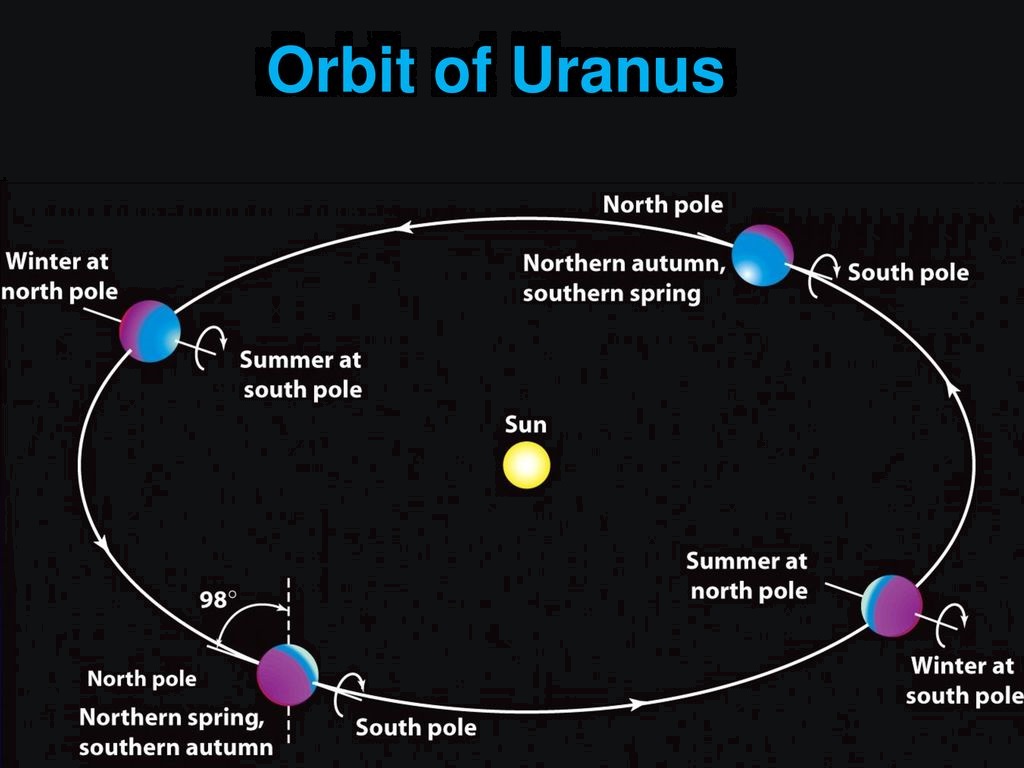 Orbit of Uranus
North pole
Northern autumn,
southern spring
South pole
Winter at
north pole
Summer at
south pole
Sun
Summer at
north pole
Winter at
south pole
98°
North pole
Northern spring,
southern autumn
South pole